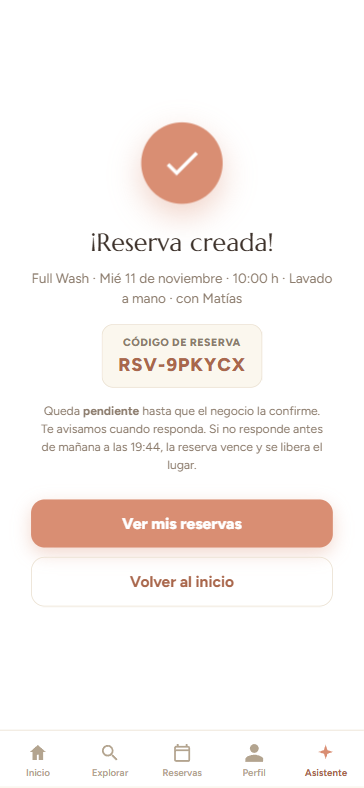 ¡Reserva creada!
Full Wash · Mié 11 de noviembre · 10:00 h · Lavado
a mano · con Matías
CÓDIGO DE RESERVA
RSV-9PKYCX
Queda pendiente hasta que el negocio la confirme.
Te avisamos cuando responda. Si no responde antes
de mañana a las 19:44, la reserva vence y se libera el
lugar.
Ver mis reservas
Volver al inicio
Inicio
Explorar
Reservas
Perfil
Asistente